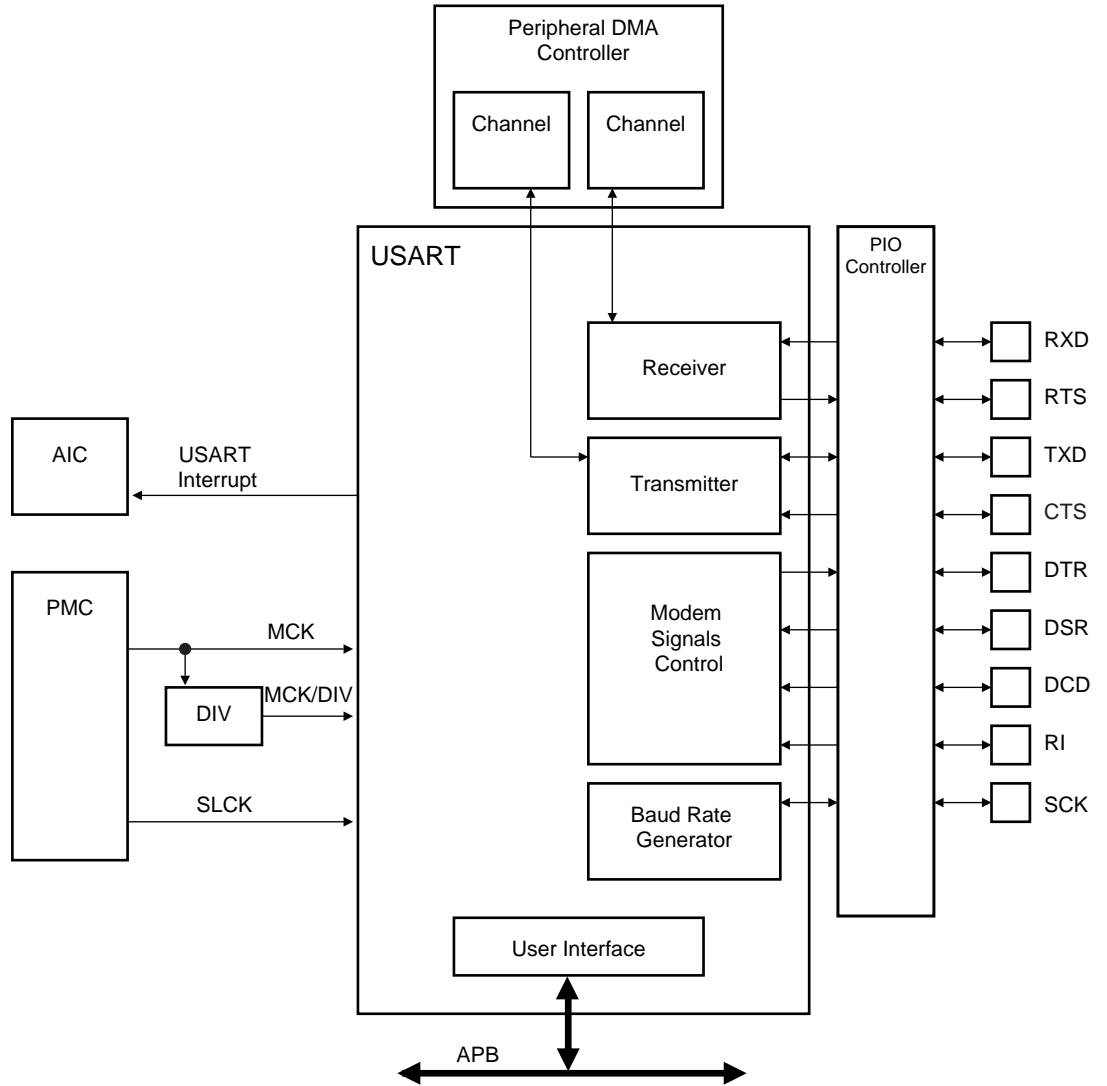 Peripheral DMA
Controller
Channel
Channel
USART
PIO
Controller
Receiver
RXD
RTS
AIC
USART
Interrupt
Transmitter
TXD
CTS
PMC
MCK
DIV
MCK/DIV
SLCK
Modem
Signals
Control
DTR
DSR
DCD
RI
Baud Rate
Generator
SCK
User Interface
APB